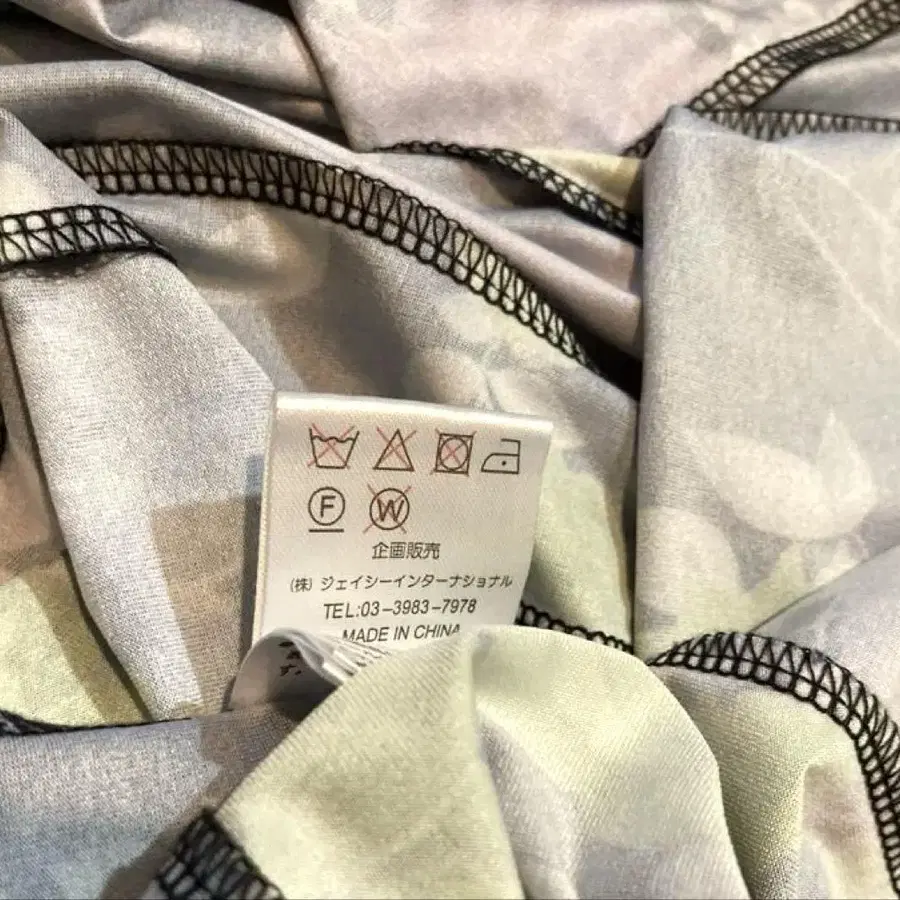 F W
企画販売
(株) ジェイシーインターナショナル
TEL:03-3983-7978
MADE IN CHINA
す.